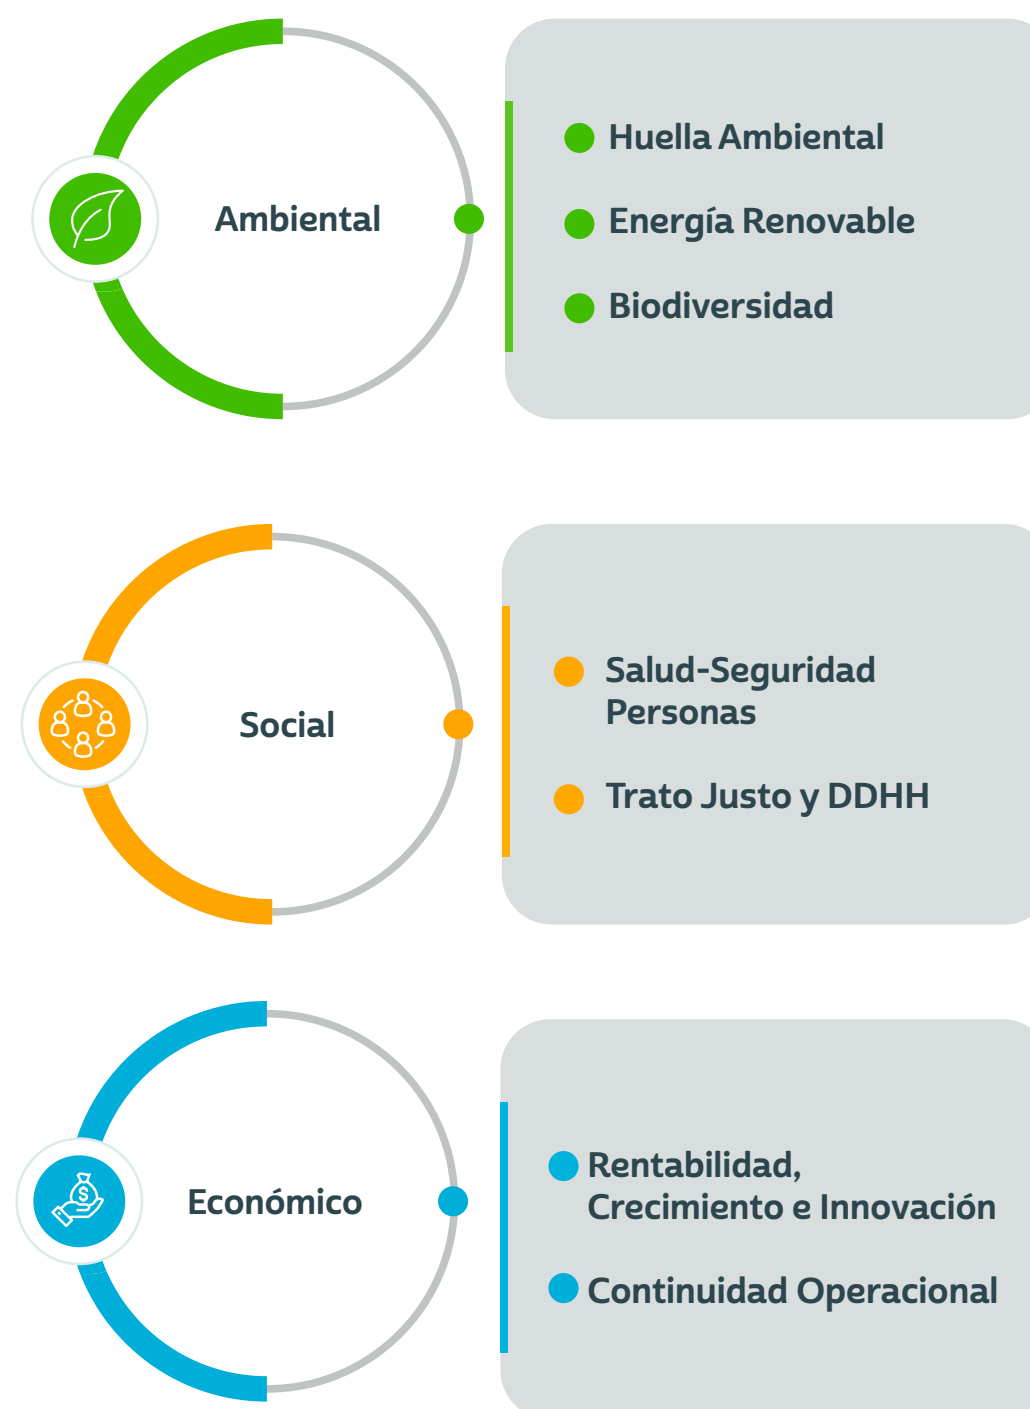 Ambiental
Huella Ambiental
Energía Renovable
Biodiversidad
Social
Salud-Seguridad
Personas
Trato Justo y DDHH
Económico
$
Rentabilidad,
Crecimiento e Innovación
Continuidad Operacional